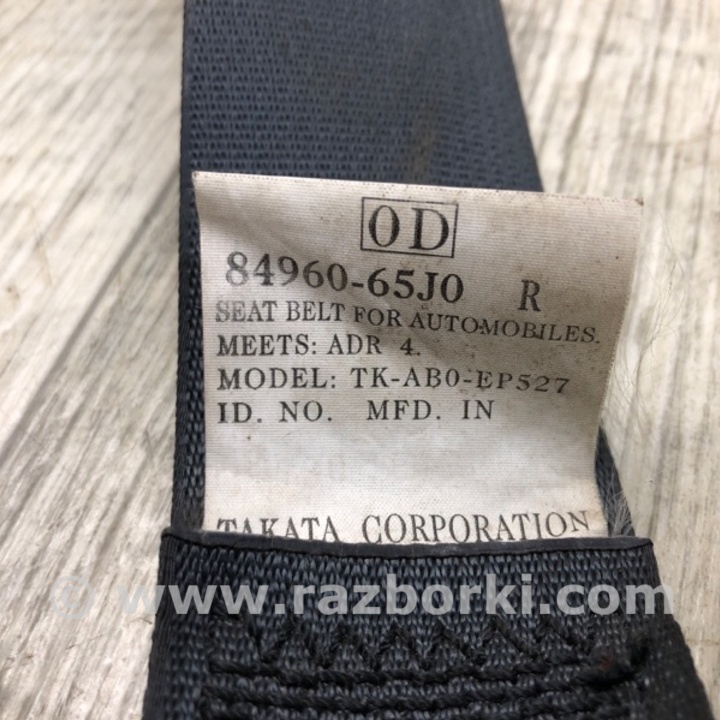 0D
84960-65J0 R
SEAT BELT FOR AUTOMOBILES.
MEETS: ADR 4.
MODEL: TK-AB0-EP527
ID. NO. MFD. IN
TAKATA CORPORATION
© www.razborki.com